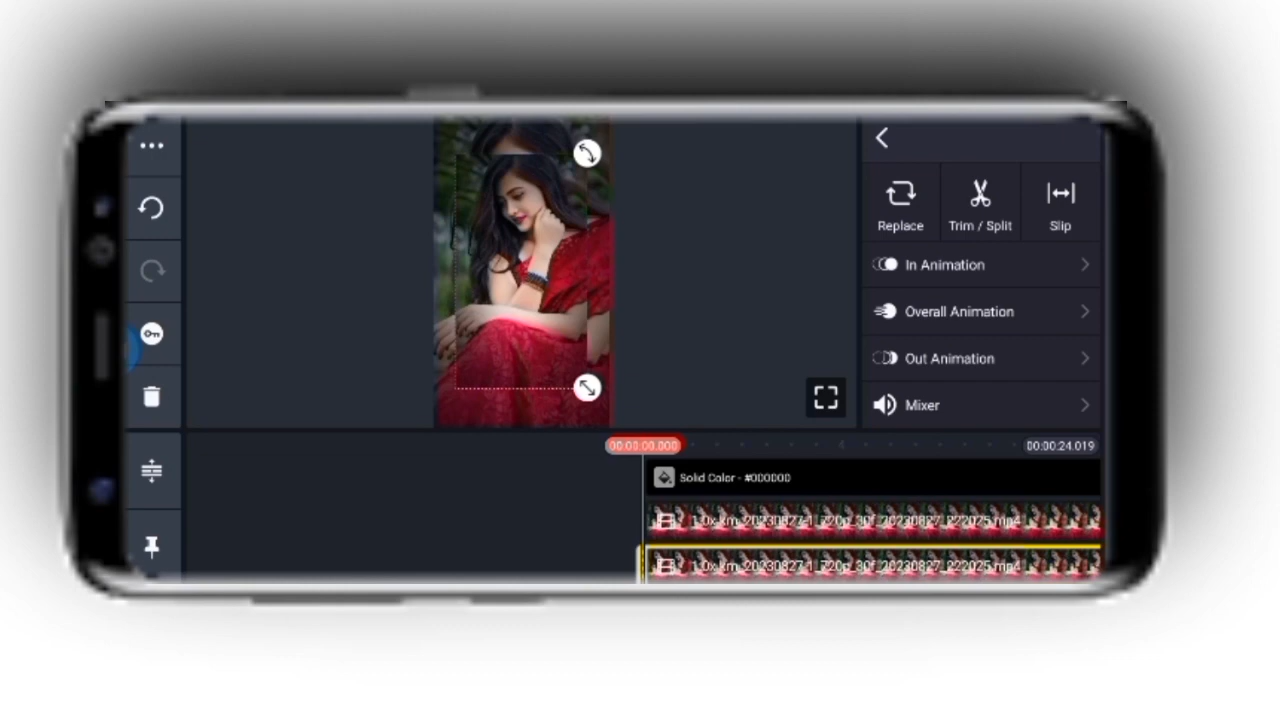 Replace
Trim / Split
Slip
In Animation
Overall Animation
Out Animation
Mixer
00:00:00.000
00:00:24.019
Solid Color - #000000
1.0x.km_20230827-1_720p_30f_20230827_222025.mp4
1.0x.km_20230827-1_720p_30f_20230827_222025.mp4